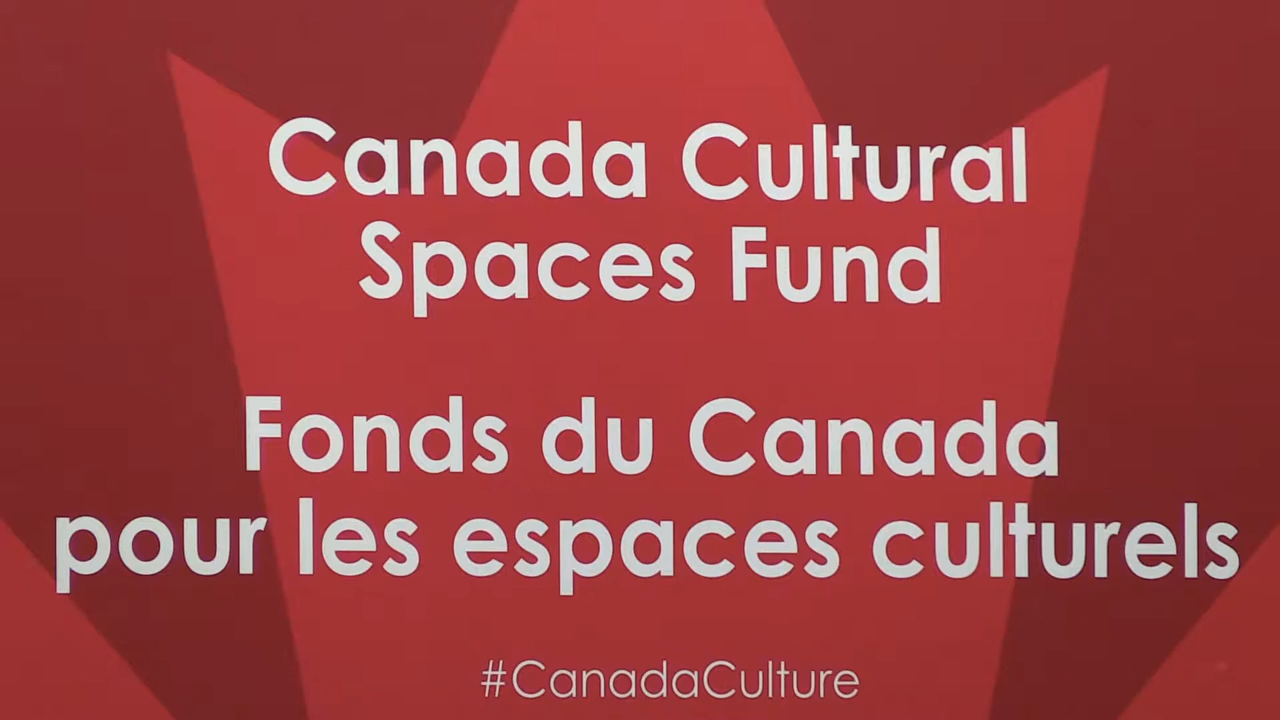 Canada Cultural
Spaces Fund
Fonds du Canada
pour les espaces culturels
#CanadaCulture